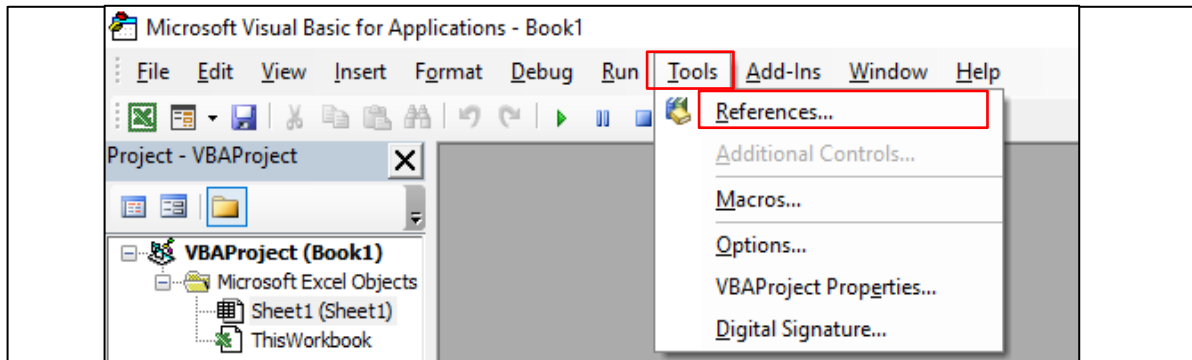 Microsoft Visual Basic for Applications - Book1
File Edit View Insert Format Debug Run Tools Add-Ins Window Help
References...
Project - VBAProject
Additional Controls...
Macros...
VBAProject (Book1)
Options...
Microsoft Excel Objects
VBAProject Properties...
Sheet1 (Sheet1)
Digital Signature...
ThisWorkbook